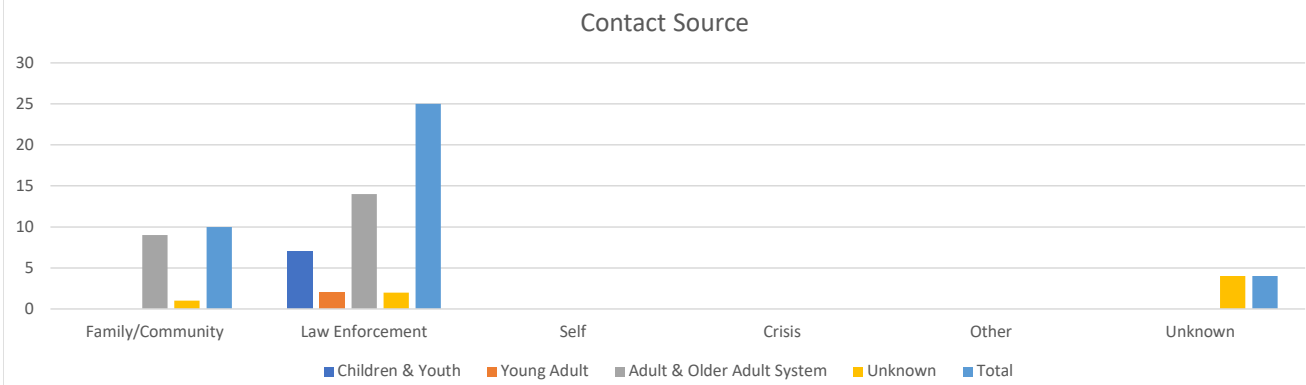 Contact Source
30
25
20
15
10
5
0
Family/Community Law Enforcement Self Crisis Other Unknown
Children & Youth Young Adult Adult & Older Adult System Unknown Total